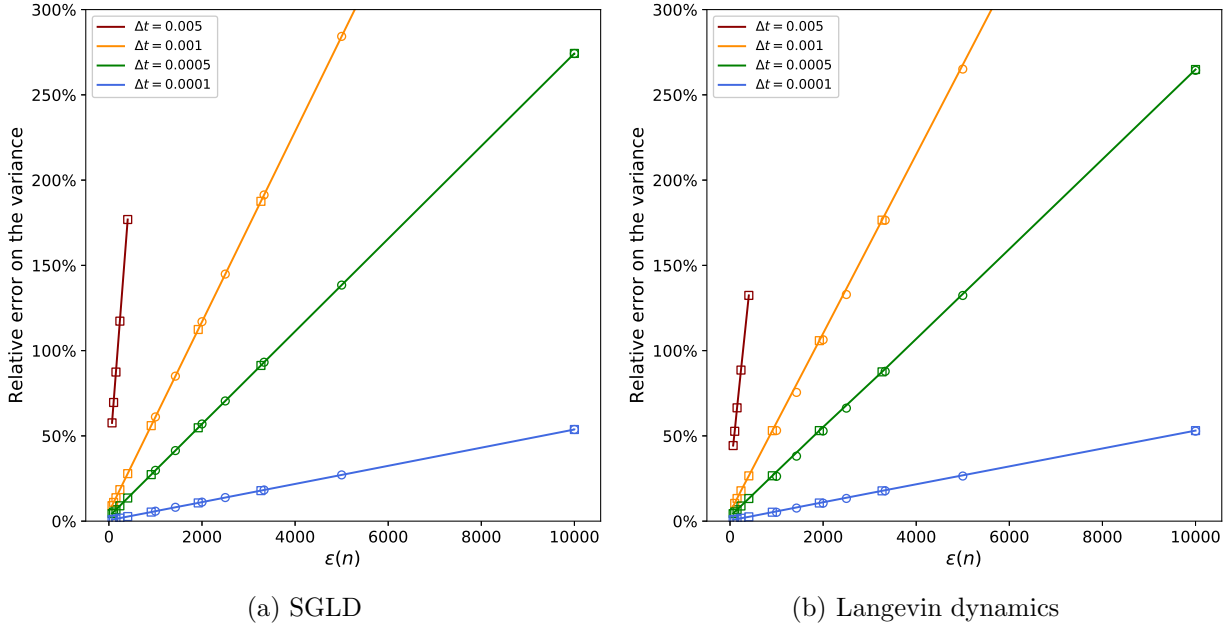 Relative error on the variance
300%
250%
200%
150%
100%
50%
0%
Δt = 0.005
Δt = 0.001
Δt = 0.0005
Δt = 0.0001
0 2000 4000 6000 8000 10000
ε(n)
(a) SGLD
Relative error on the variance
300%
250%
200%
150%
100%
50%
0%
Δt = 0.005
Δt = 0.001
Δt = 0.0005
Δt = 0.0001
0 2000 4000 6000 8000 10000
ε(n)
(b) Langevin dynamics